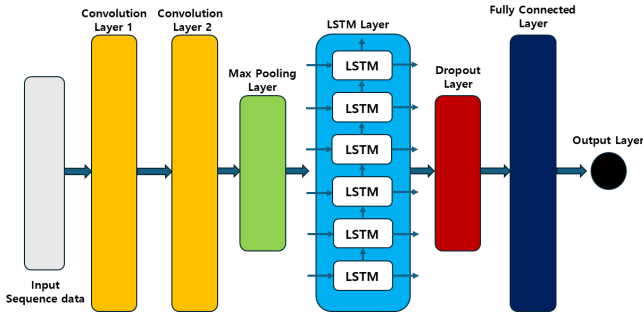 Convolution
Layer 1
Convolution
Layer 2
Max Pooling
Layer
LSTM Layer
LSTM
LSTM
LSTM
LSTM
LSTM
LSTM
Dropout
Layer
Fully Connected
Layer
Output Layer
Input
Sequence data